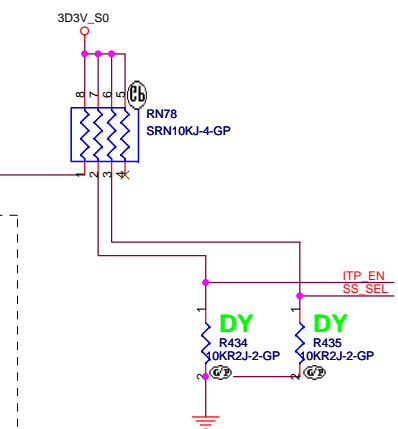 3D3V_S0
8 7 6 5
RN78
SRN10KJ-4-GP
1 2 3 4
ITP_EN
SS_SEL
1 1
DY DY
R434 R435
10KR2J-2-GP 10KR2J-2-GP
2 2